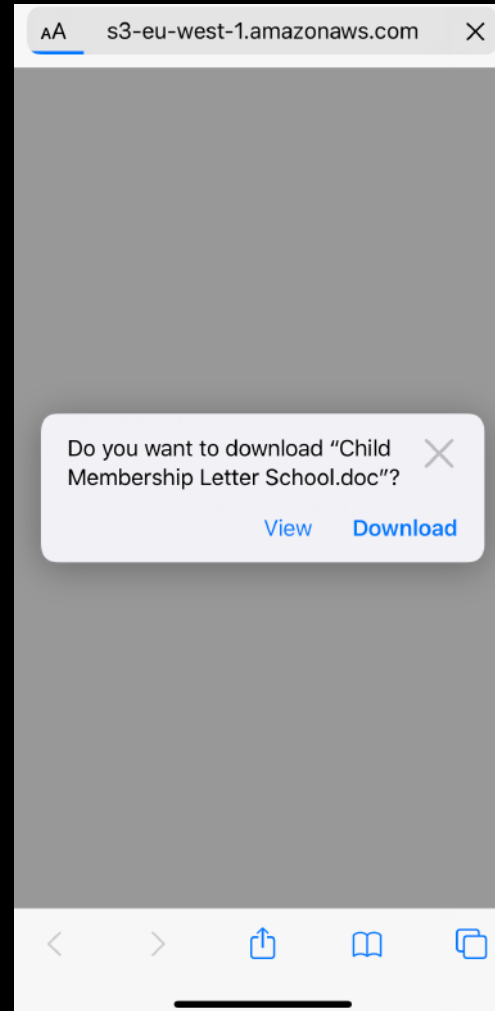 AA s3-eu-west-1.amazonaws.com
Do you want to download “Child
Membership Letter School.doc”?
View Download